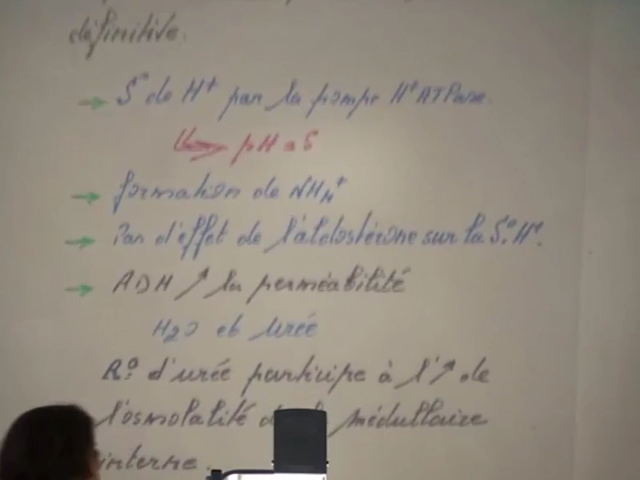 définitive.
→ S° de H+ par la pompe H+ATPase.
pH = 5
→ formation de NH4+
→ Pas d'effet de l'aldostérone sur la S° H+.
→ ADH ↗ la perméabilité
H2O et urée
R° d'urée participe à l'↗ de
l'osmolalité médullaire
interne.